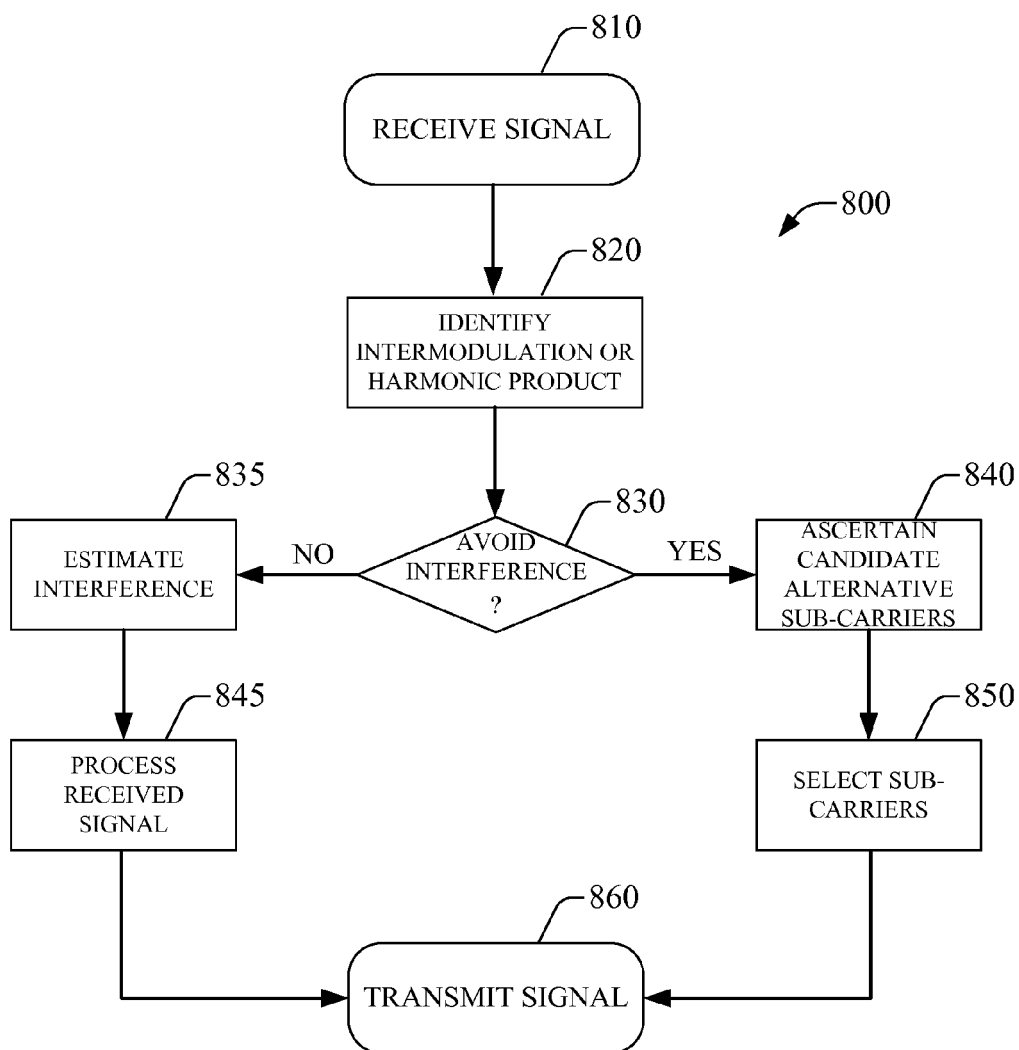 810
RECEIVE SIGNAL
800
820
IDENTIFY
INTERMODULATION OR
HARMONIC PRODUCT
835
830
840
ESTIMATE
INTERFERENCE
NO
AVOID
INTERFERENCE
?
YES
ASCERTAIN
CANDIDATE
ALTERNATIVE
SUB-CARRIERS
845
850
PROCESS
RECEIVED
SIGNAL
SELECT SUB-
CARRIERS
860
TRANSMIT SIGNAL